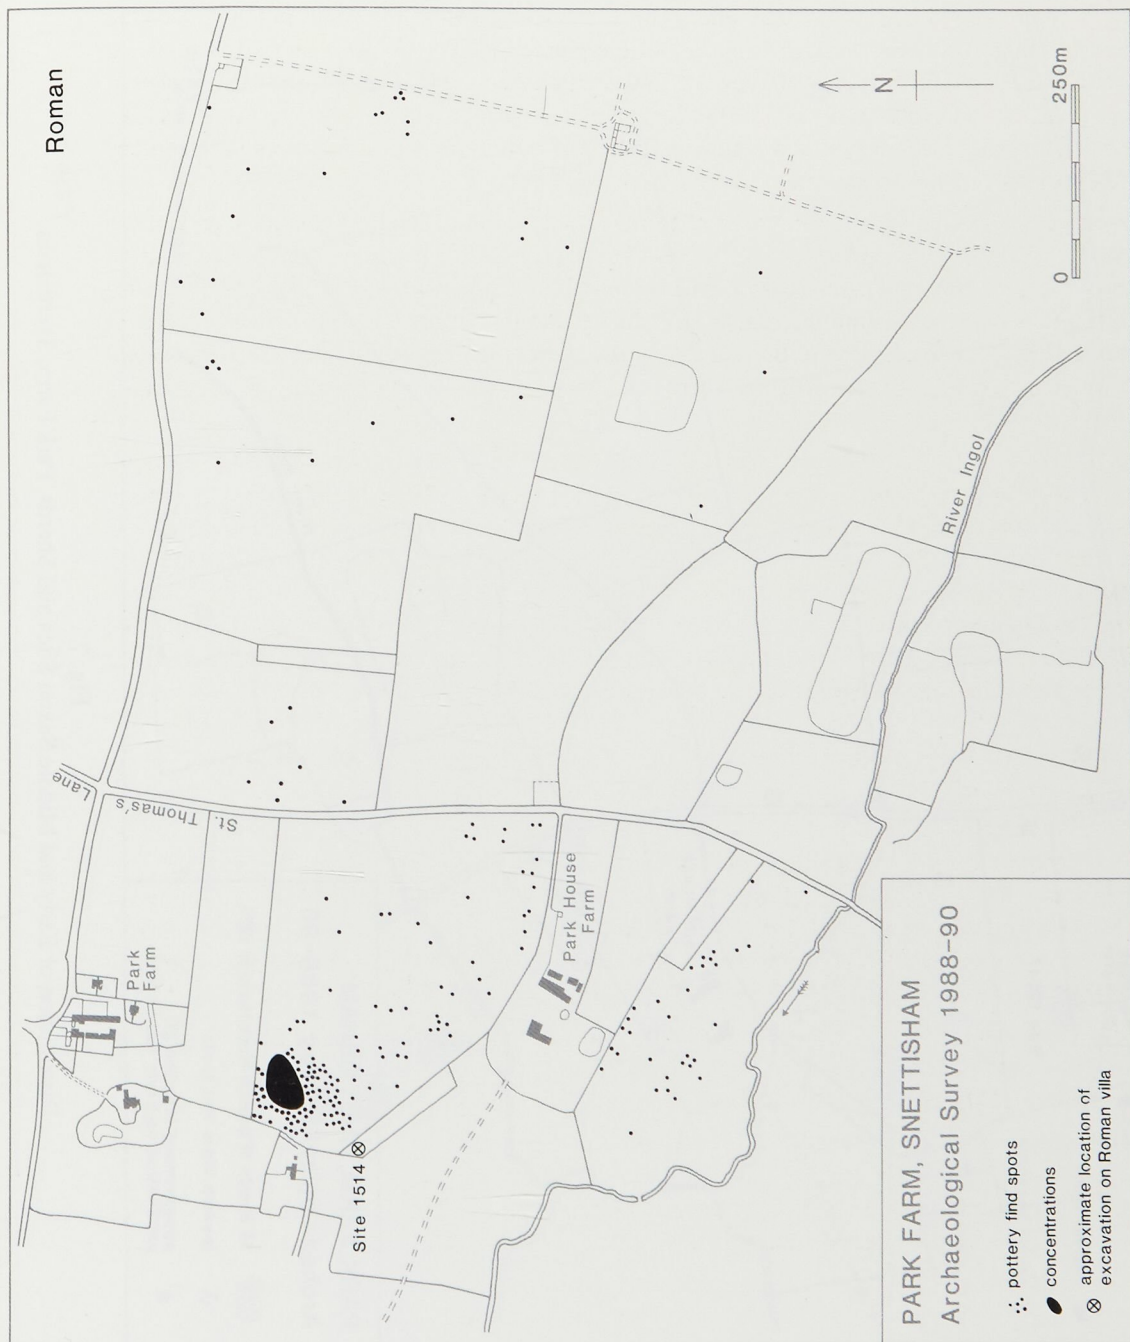 Roman
Lane
St. Thomas's
Park
Farm
Park House
Farm
Site 1514
River Ingol
N
0 250m
PARK FARM, SNETTISHAM
Archaeological Survey 1988-90
pottery find spots
concentrations
approximate location of
excavation on Roman villa